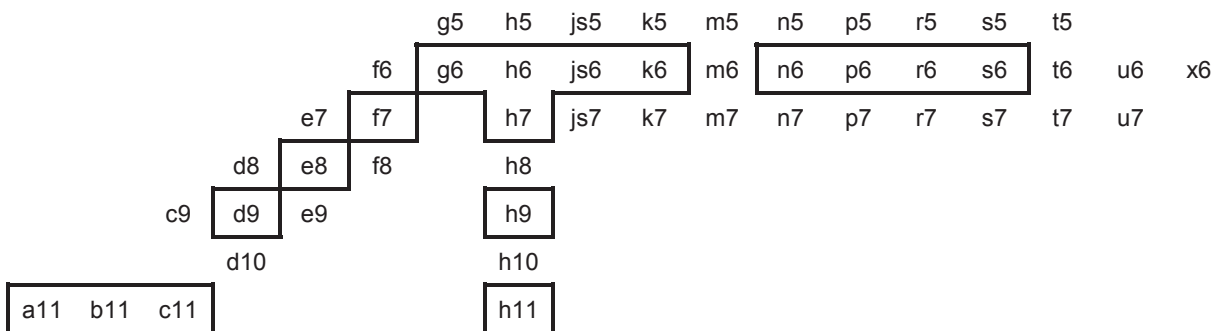 g5 h5 js5 k5 m5 n5 p5 r5 s5 t5
f6 g6 h6 js6 k6 m6 n6 p6 r6 s6 t6 u6 x6
e7 f7 h7 js7 k7 m7 n7 p7 r7 s7 t7 u7
d8 e8 f8 h8
c9 d9 e9 h9
d10 h10
a11 b11 c11 h11